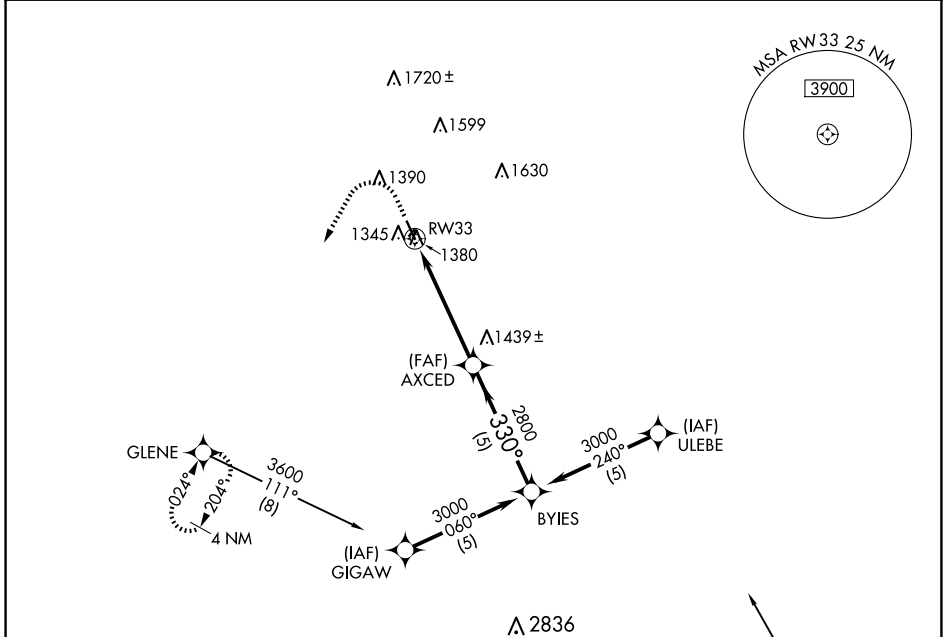 MSA RW33 25 NM
3900
1720 ±
1599
1630
1390
1345
RW33
1380
1439 ±
(FAF)
AXCED
2800
330°
(5)
(IAF)
ULEBE
3000
240°
(5)
GLENE
3600
111°
(8)
024°
204°
4 NM
BYIES
3000
060°
(5)
(IAF)
GIGAW
2836